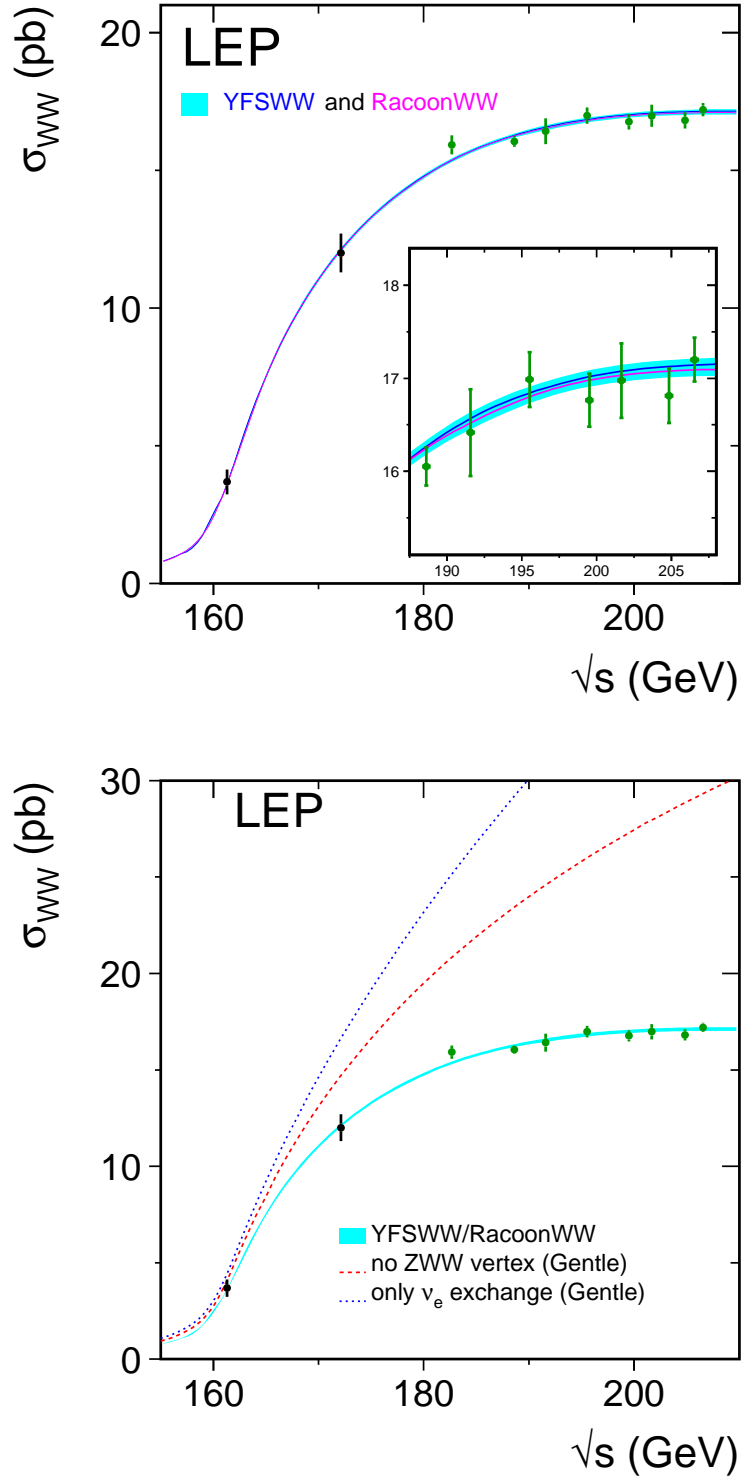 LEP
YFSWW and RacoonWW
σWW (pb)
20
10
0
18
17
16
190 195 200 205
160 180 200
√s (GeV)
LEP
σWW (pb)
30
20
10
0
YFSWW/RacoonWW
no ZWW vertex (Gentle)
only νe exchange (Gentle)
160 180 200
√s (GeV)